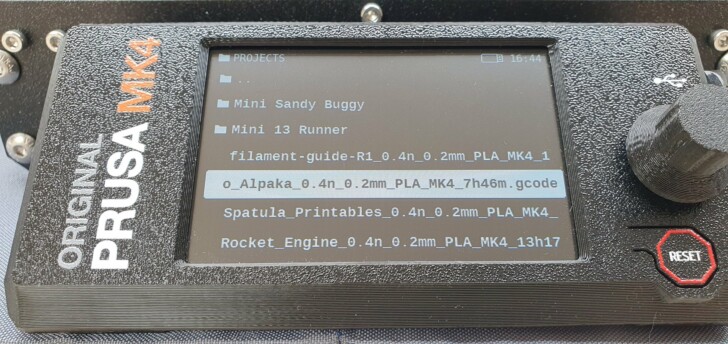 ORIGINAL
PRUSA MK4
PROJECTS 16:44
..
Mini Sandy Buggy
Mini 13 Runner
filament-guide-R1_0.4n_0.2mm_PLA_MK4_1
o_Alpaka_0.4n_0.2mm_PLA_MK4_7h46m.gcode
Spatula_Printables_0.4n_0.2mm_PLA_MK4_
Rocket_Engine_0.4n_0.2mm_PLA_MK4_13h17
RESET